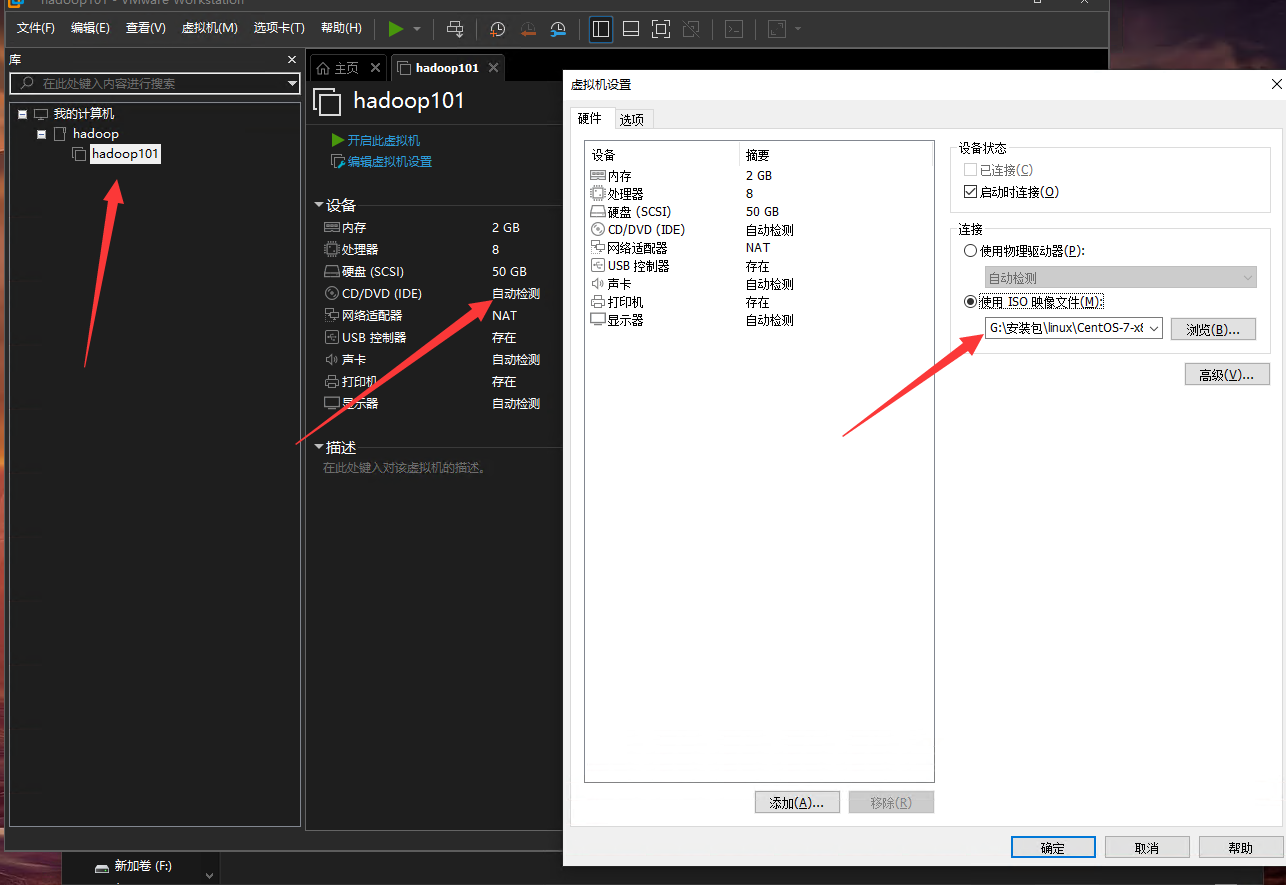 hadoop101 - VMware Workstation
文件(F) 编辑(E) 查看(V) 虚拟机(M) 选项卡(T) 帮助(H)
库
在此处键入内容进行搜索
我的计算机
hadoop
hadoop101
主页
hadoop101
hadoop101
开启此虚拟机
编辑虚拟机设置
设备
内存 2 GB
处理器 8
硬盘 (SCSI) 50 GB
CD/DVD (IDE) 自动检测
网络适配器 NAT
USB 控制器 存在
声卡 自动检测
打印机 存在
显示器 自动检测
描述
在此处键入对该虚拟机的描述。
虚拟机设置
硬件 选项
设备 摘要
内存 2 GB
处理器 8
硬盘 (SCSI) 50 GB
CD/DVD (IDE) 自动检测
网络适配器 NAT
USB 控制器 存在
声卡 自动检测
打印机 存在
显示器 自动检测
添加(A)... 移除(R)
设备状态
已连接(C)
启动时连接(O)
连接
使用物理驱动器(P):
自动检测
使用 ISO 映像文件(M):
G:\安装包\linux\CentOS-7-x8 浏览(B)...
高级(V)...
确定 取消 帮助
新加卷 (F:)